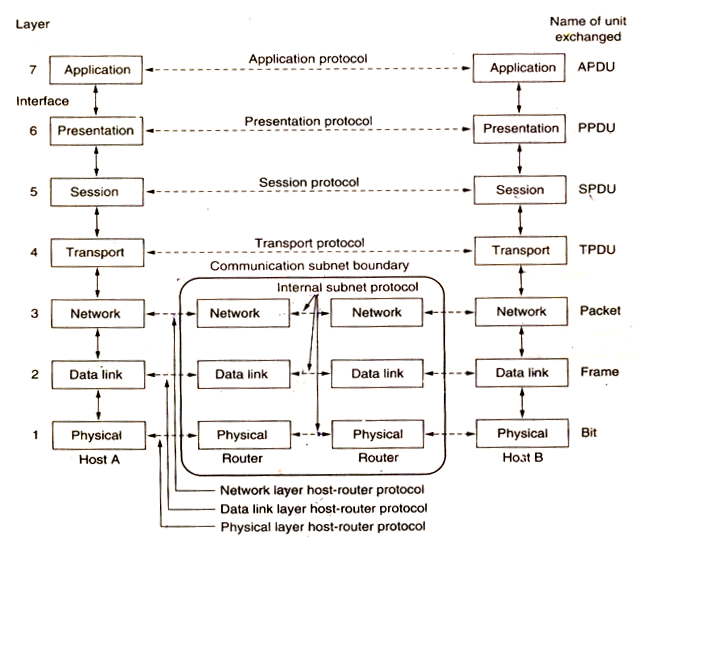 Layer
Name of unit
exchanged
7 Application Application protocol Application APDU
Interface
6 Presentation Presentation protocol Presentation PPDU
5 Session Session protocol Session SPDU
4 Transport Transport protocol Transport TPDU
Communication subnet boundary
Internal subnet protocol
3 Network Network Network Network Packet
2 Data link Data link Data link Data link Frame
1 Physical Physical Physical Physical Bit
Host A Router Router Host B
Network layer host-router protocol
Data link layer host-router protocol
Physical layer host-router protocol